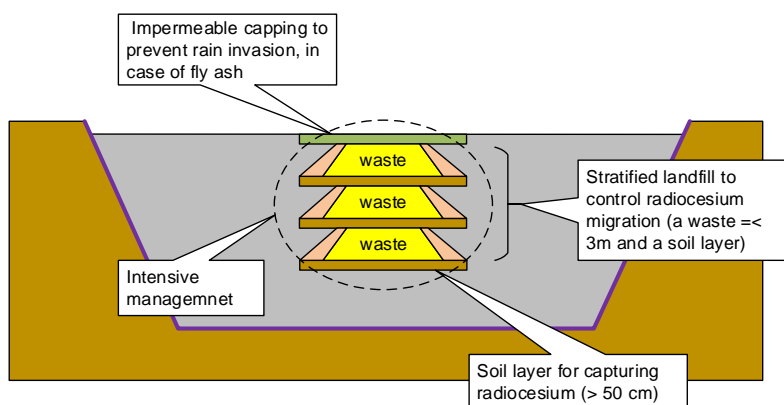 Impermeable capping to
prevent rain invasion, in
case of fly ash
waste
waste
waste
Stratified landfill to
control radiocesium
migration (a waste =<
3m and a soil layer)
Intensive
managemnet
Soil layer for capturing
radiocesium (> 50 cm)